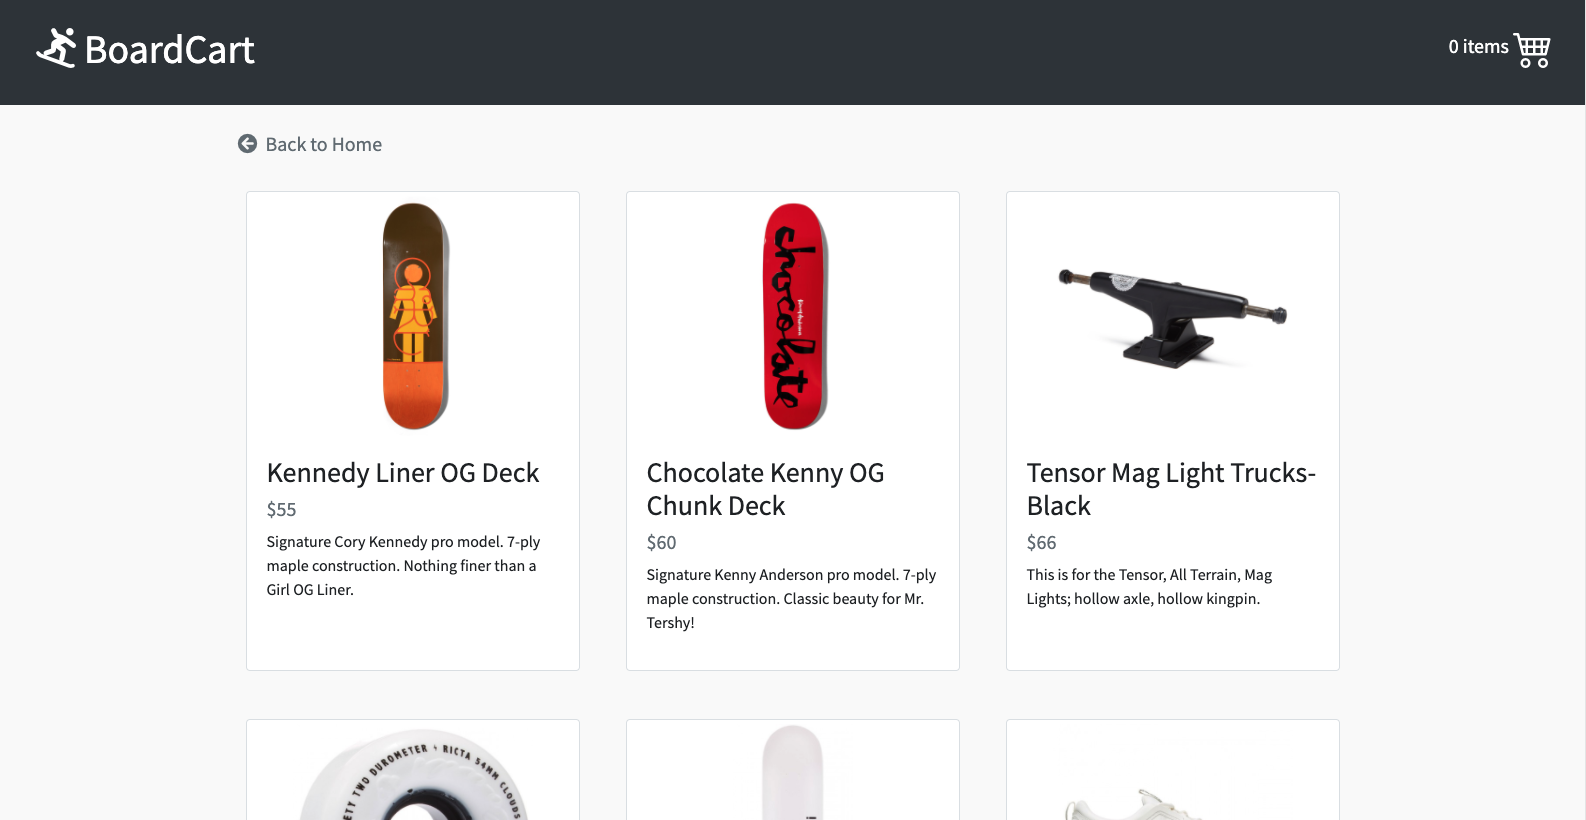 BoardCart
0 items
Back to Home
chocolate
Kennedy Liner OG Deck
$55
Signature Cory Kennedy pro model. 7-ply
maple construction. Nothing finer than a
Girl OG Liner.
Chocolate Kenny OG
Chunk Deck
$60
Signature Kenny Anderson pro model. 7-ply
maple construction. Classic beauty for Mr.
Tershy!
Tensor Mag Light Trucks-
Black
$66
This is for the Tensor, All Terrain, Mag
Lights; hollow axle, hollow kingpin.
TWO DUROMETER RICTA 54MM CLOUDS